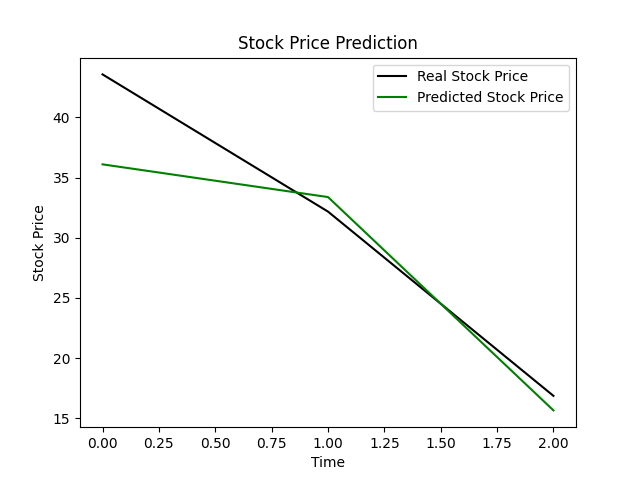 Stock Price Prediction
Real Stock Price
Predicted Stock Price
Stock Price
40
35
30
25
20
15
0.00 0.25 0.50 0.75 1.00 1.25 1.50 1.75 2.00
Time